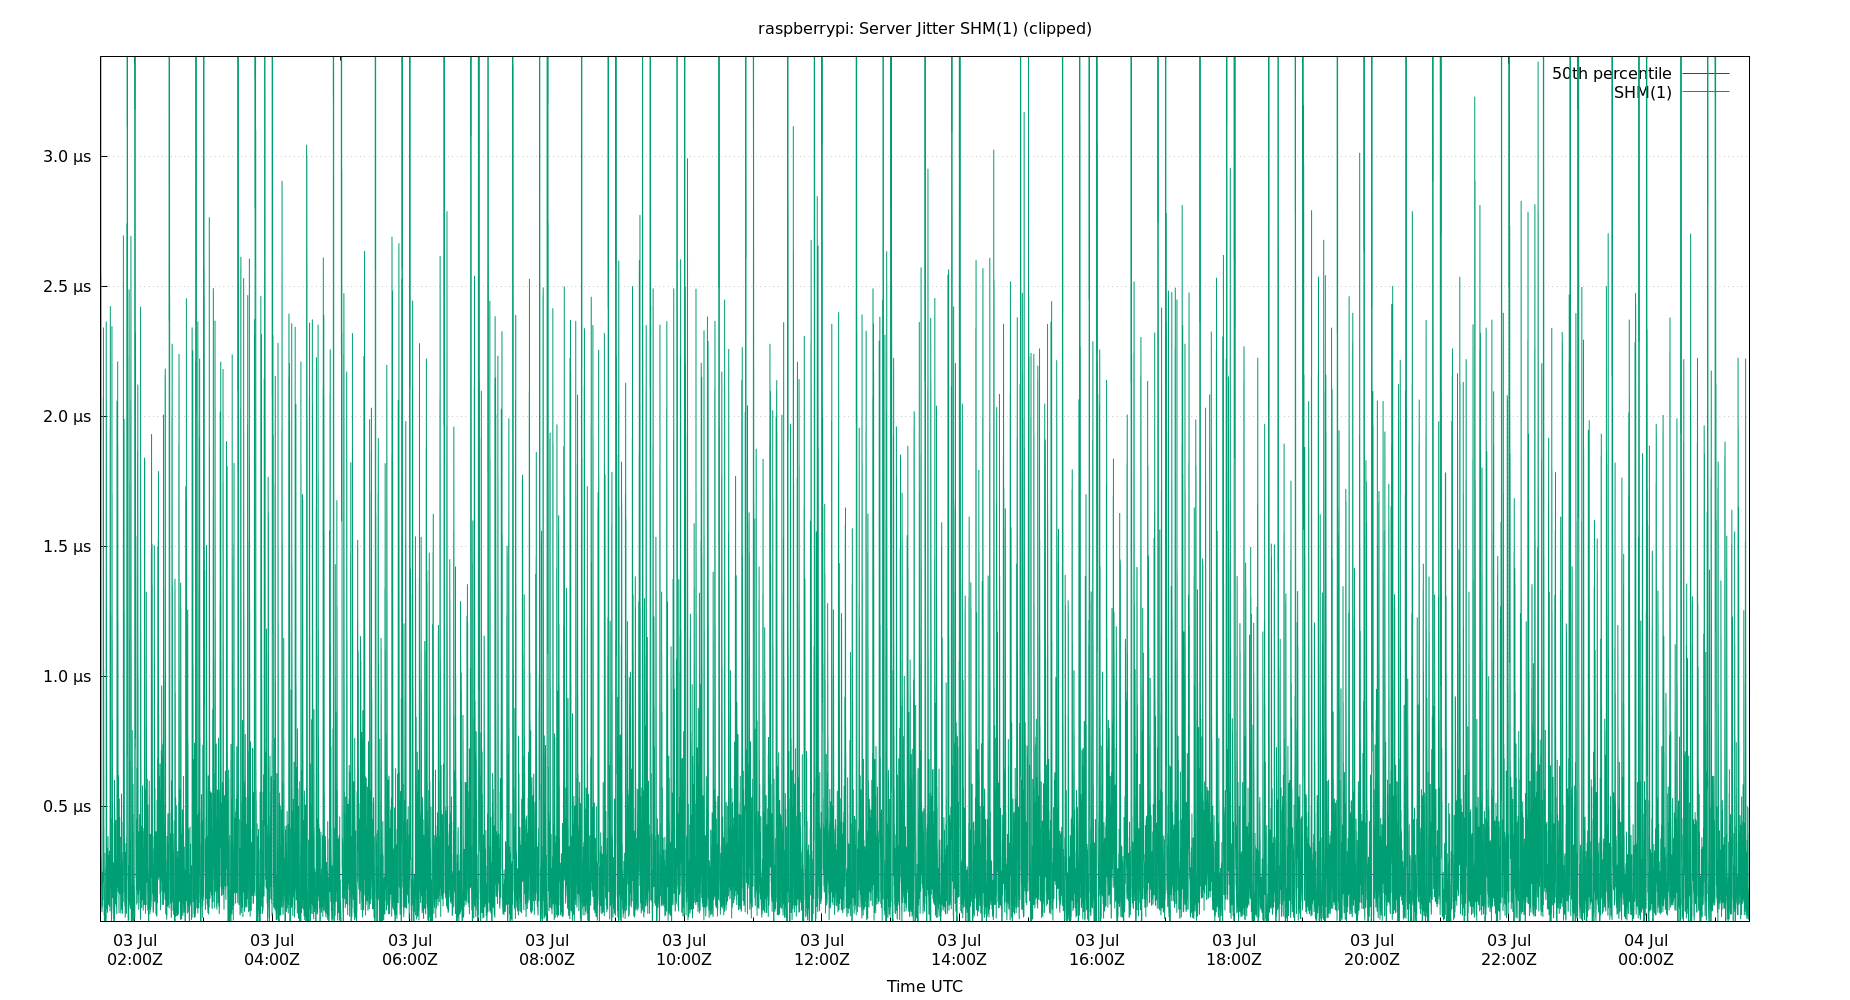 raspberrypi: Server Jitter SHM(1) (clipped)
50th percentile
SHM(1)
3.0 µs
2.5 µs
2.0 µs
1.5 µs
1.0 µs
0.5 µs
03 Jul 03 Jul 03 Jul 03 Jul 03 Jul 03 Jul 03 Jul 03 Jul 03 Jul 03 Jul 03 Jul 04 Jul
02:00Z 04:00Z 06:00Z 08:00Z 10:00Z 12:00Z 14:00Z 16:00Z 18:00Z 20:00Z 22:00Z 00:00Z
Time UTC